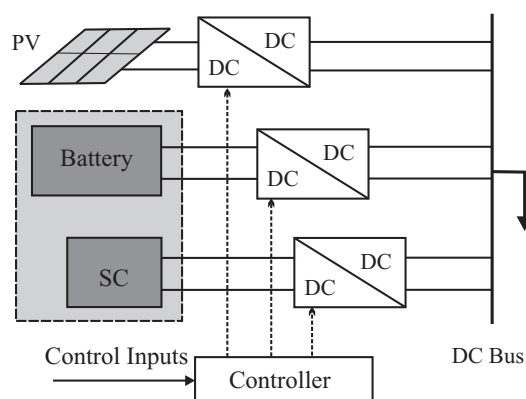 PV
DC
DC
Battery
DC
DC
SC
DC
DC
Control Inputs
Controller
DC Bus